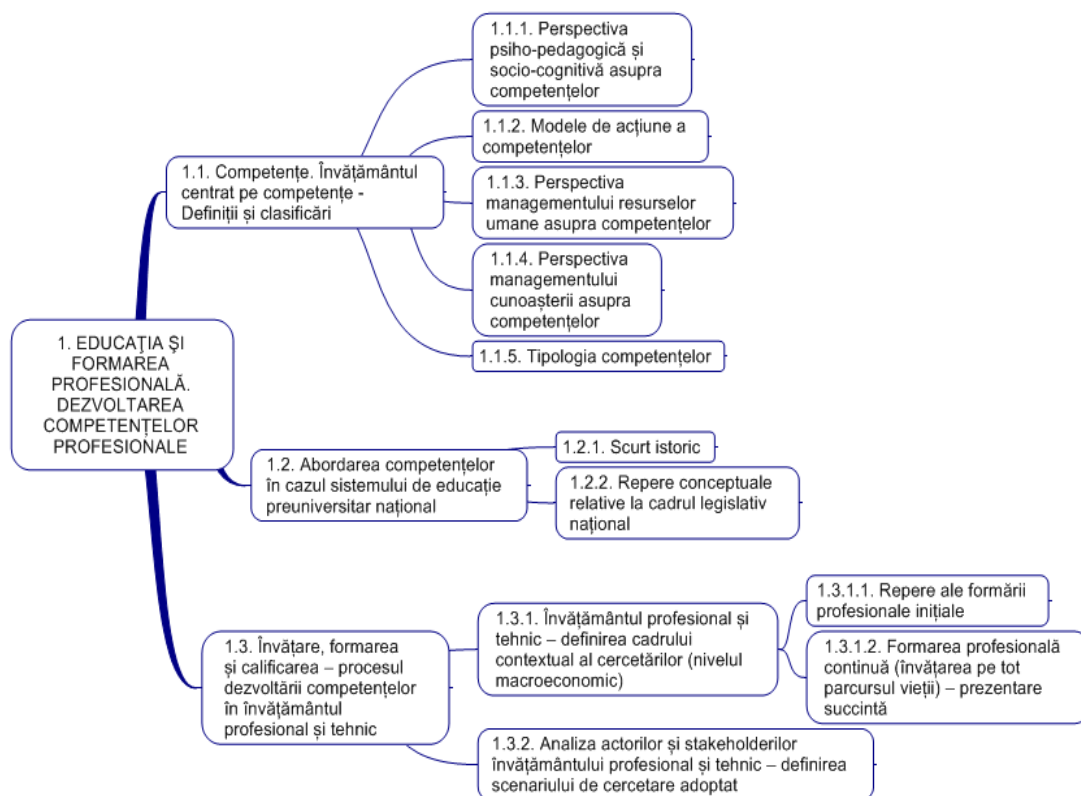 1. EDUCAŢIA ŞI
FORMAREA
PROFESIONALĂ.
DEZVOLTAREA
COMPETENȚELOR
PROFESIONALE
1.1. Competențe. Învățământul
centrat pe competențe -
Definiții și clasificări
1.1.1. Perspectiva
psiho-pedagogică și
socio-cognitivă asupra
competențelor
1.1.2. Modele de acțiune a
competențelor
1.1.3. Perspectiva
managementului resurselor
umane asupra competențelor
1.1.4. Perspectiva
managementului
cunoașterii asupra
competențelor
1.1.5. Tipologia competențelor
1.2. Abordarea competențelor
în cazul sistemului de educație
preuniversitar național
1.2.1. Scurt istoric
1.2.2. Repere conceptuale
relative la cadrul legislativ
național
1.3. Învățare, formarea
și calificarea – procesul
dezvoltării competențelor
în învățământul
profesional și tehnic
1.3.1. Învățământul profesional și
tehnic – definirea cadrului
contextual al cercetărilor (nivelul
macroeconomic)
1.3.1.1. Repere ale formării
profesionale inițiale
1.3.1.2. Formarea profesională
continuă (învățarea pe tot
parcursul vieții) – prezentare
succintă
1.3.2. Analiza actorilor și stakeholderilor
învățământului profesional și tehnic – definirea
scenariului de cercetare adoptat